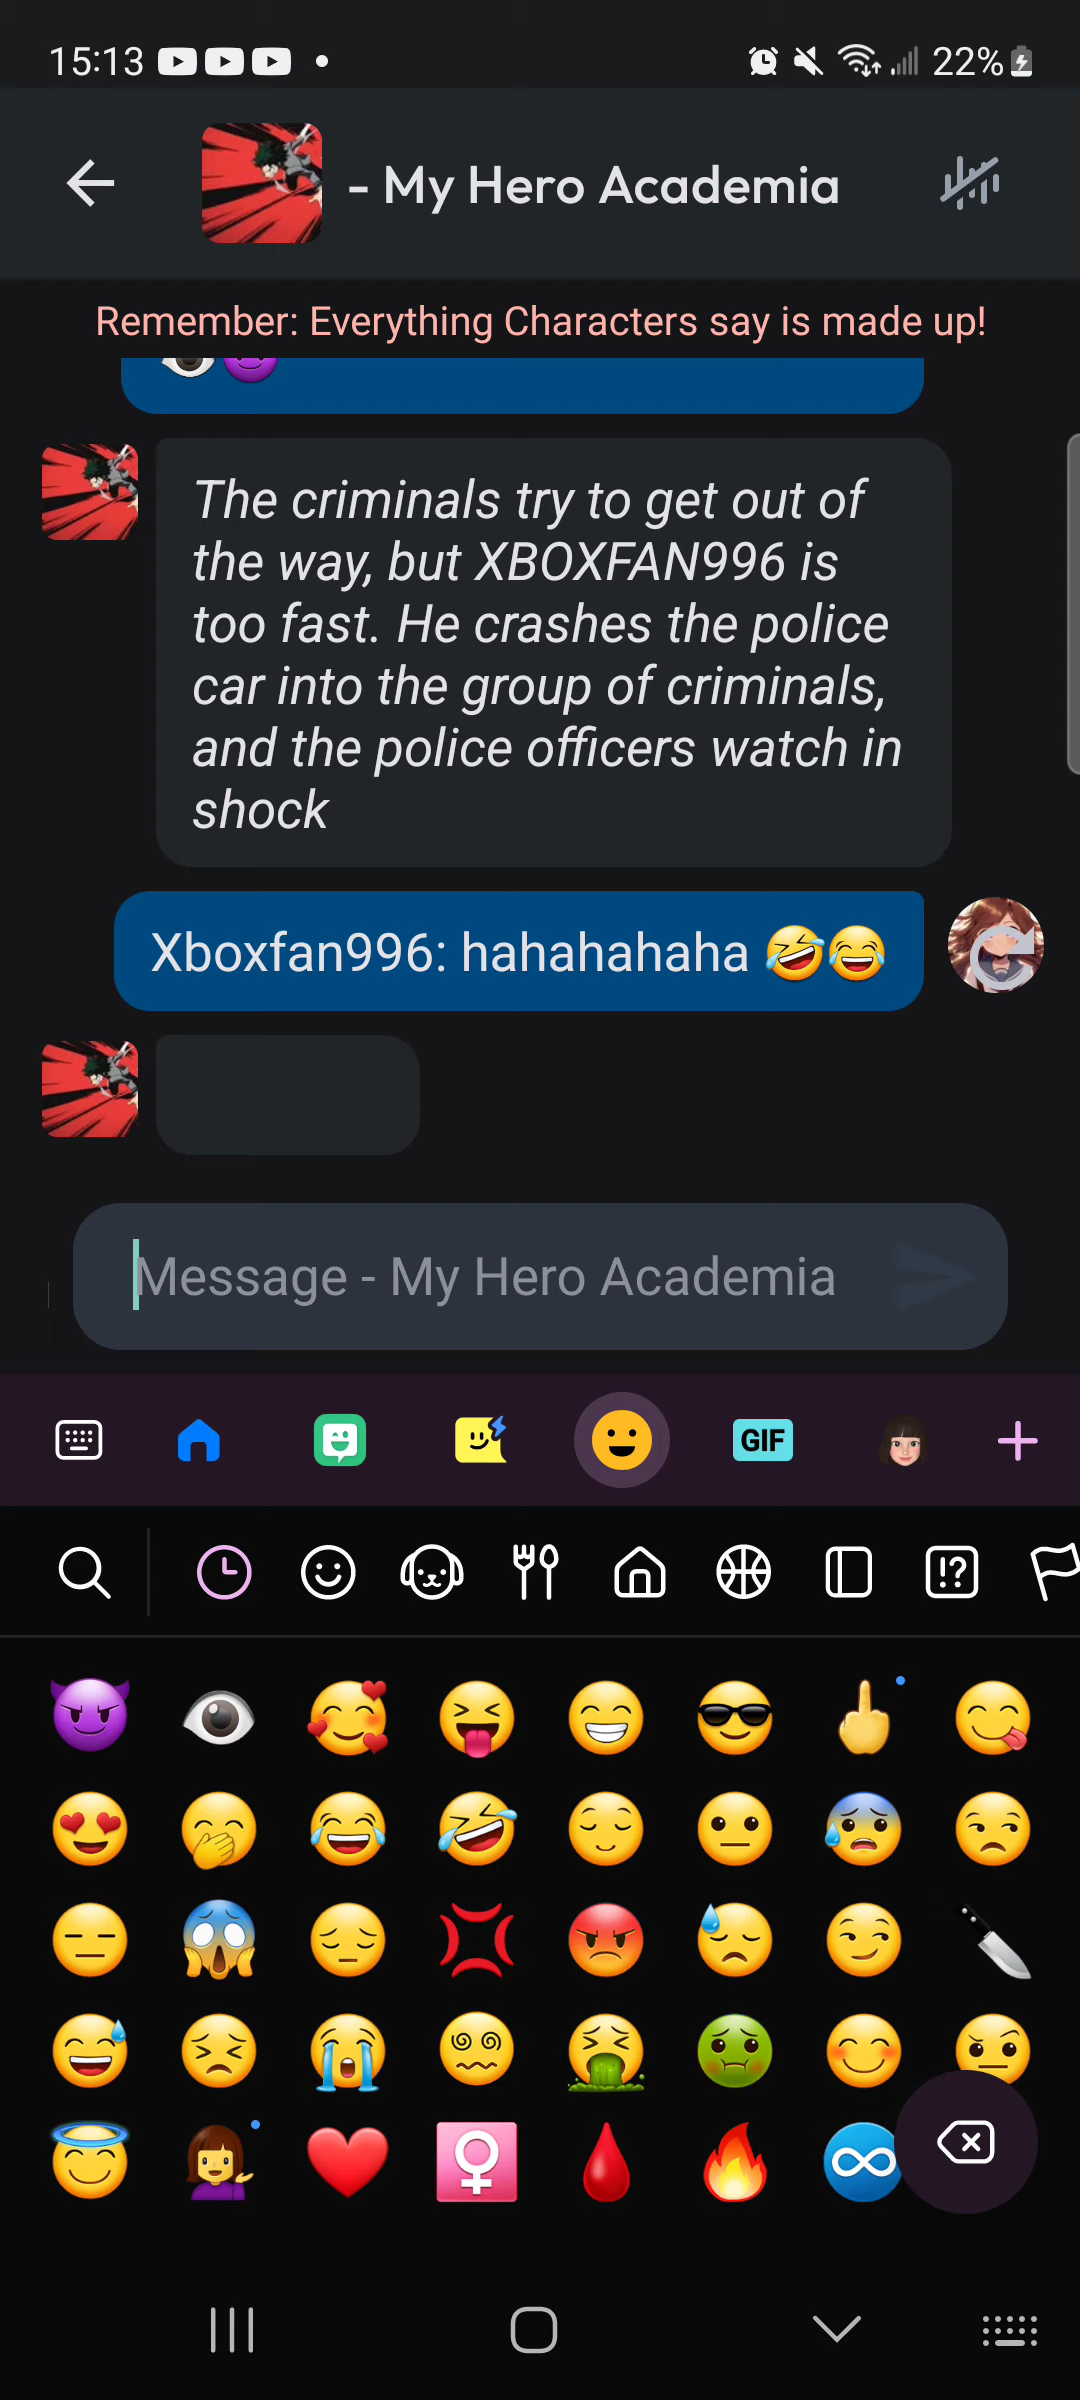 15:13
22%
- My Hero Academia
Remember: Everything Characters say is made up!
The criminals try to get out of
the way, but XBOXFAN996 is
too fast. He crashes the police
car into the group of criminals,
and the police officers watch in
shock
Xboxfan996: hahahahaha 🤣😂
Message - My Hero Academia
GIF
!?